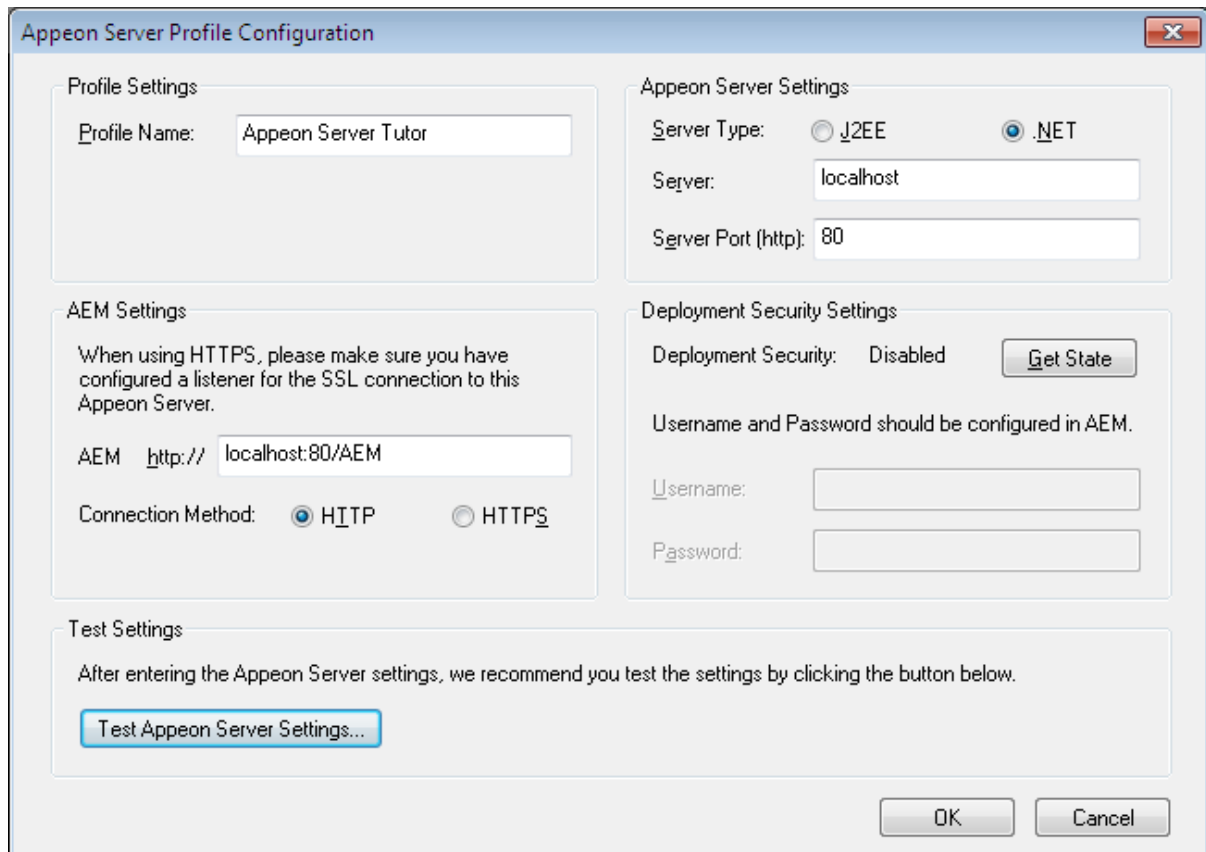 Appeon Server Profile Configuration
Profile Settings
Profile Name: Appeon Server Tutor
Appeon Server Settings
Server Type: J2EE .NET
Server: localhost
Server Port (http): 80
AEM Settings
When using HTTPS, please make sure you have
configured a listener for the SSL connection to this
Appeon Server.
AEM http:// localhost:80/AEM
Connection Method: HTTP HTTPS
Deployment Security Settings
Deployment Security: Disabled Get State
Username and Password should be configured in AEM.
Username:
Password:
Test Settings
After entering the Appeon Server settings, we recommend you test the settings by clicking the button below.
Test Appeon Server Settings...
OK Cancel